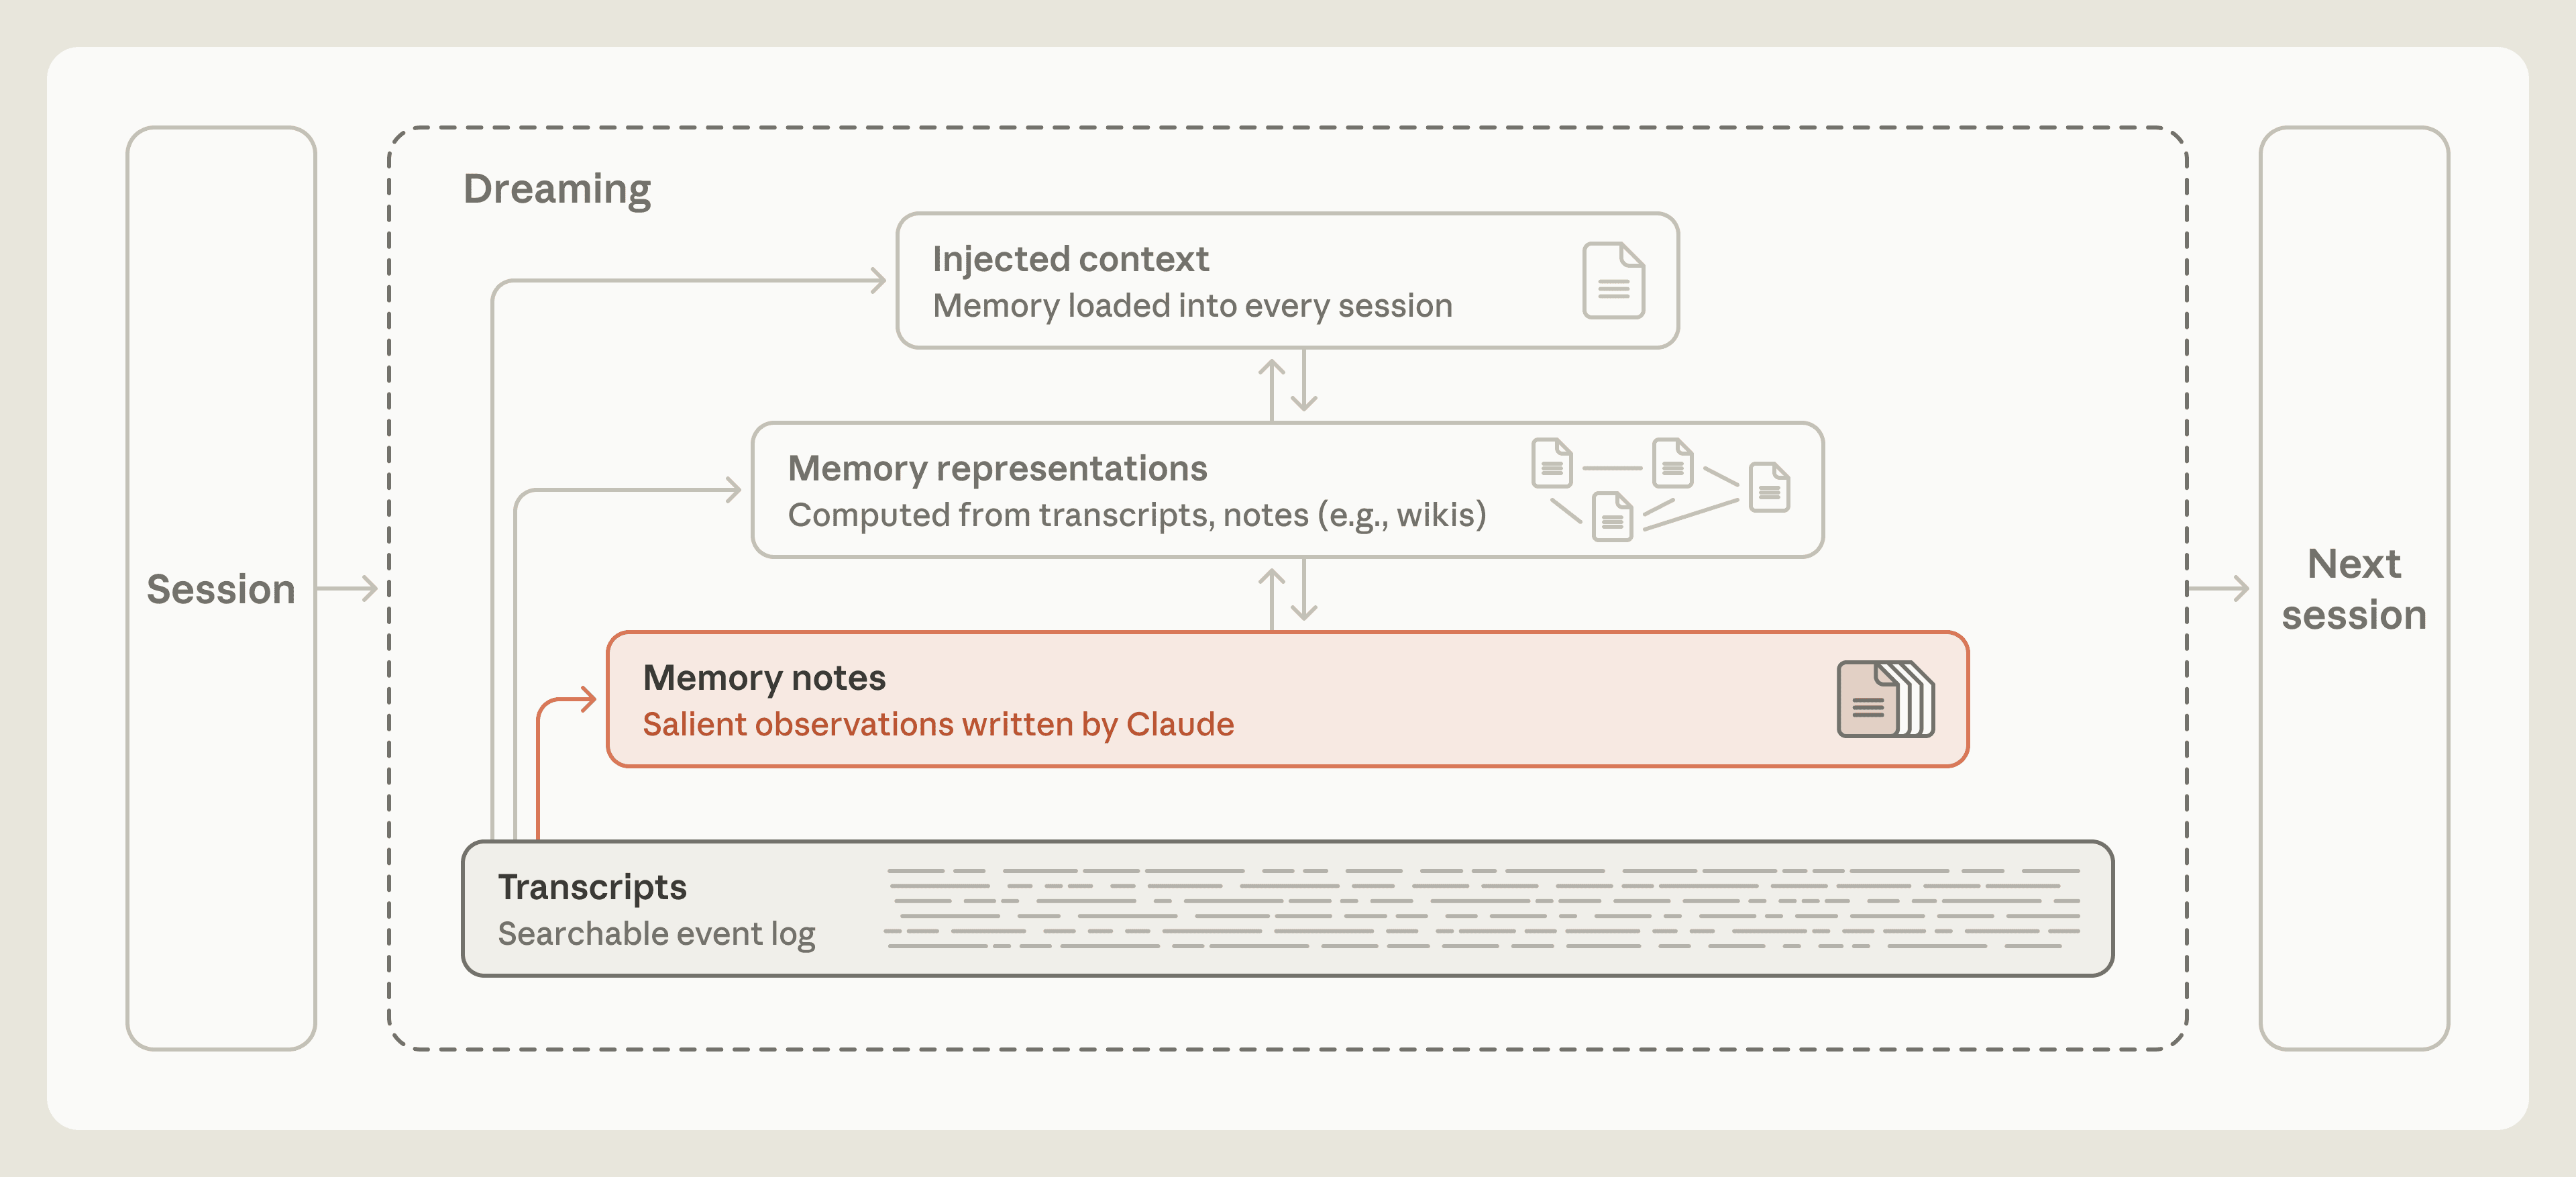 Dreaming
Injected context
Memory loaded into every session
Memory representations
Computed from transcripts, notes (e.g., wikis)
Session
Next
session
Memory notes
Salient observations written by Claude
Transcripts
Searchable event log